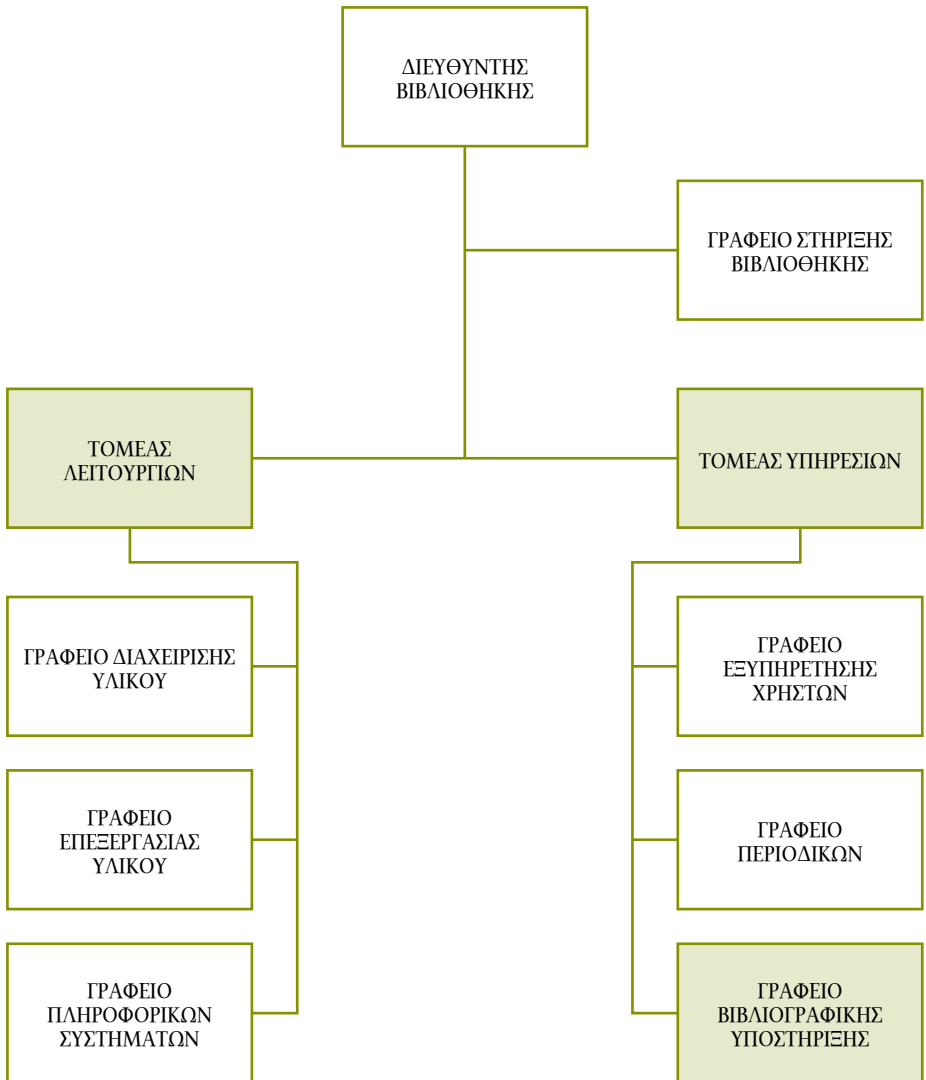 ΔΙΕΥΘΥΝΤΗΣ
ΒΙΒΛΙΟΘΗΚΗΣ
ΓΡΑΦΕΙΟ ΣΤΗΡΙΞΗΣ
ΒΙΒΛΙΟΘΗΚΗΣ
ΤΟΜΕΑΣ
ΛΕΙΤΟΥΡΓΙΩΝ
ΤΟΜΕΑΣ ΥΠΗΡΕΣΙΩΝ
ΓΡΑΦΕΙΟ ΔΙΑΧΕΙΡΙΣΗΣ
ΥΛΙΚΟΥ
ΓΡΑΦΕΙΟ
ΕΠΕΞΕΡΓΑΣΙΑΣ
ΥΛΙΚΟΥ
ΓΡΑΦΕΙΟ
ΠΛΗΡΟΦΟΡΙΚΩΝ
ΣΥΣΤΗΜΑΤΩΝ
ΓΡΑΦΕΙΟ
ΕΞΥΠΗΡΕΤΗΣΗΣ
ΧΡΗΣΤΩΝ
ΓΡΑΦΕΙΟ
ΠΕΡΙΟΔΙΚΩΝ
ΓΡΑΦΕΙΟ
ΒΙΒΛΙΟΓΡΑΦΙΚΗΣ
ΥΠΟΣΤΗΡΙΞΗΣ